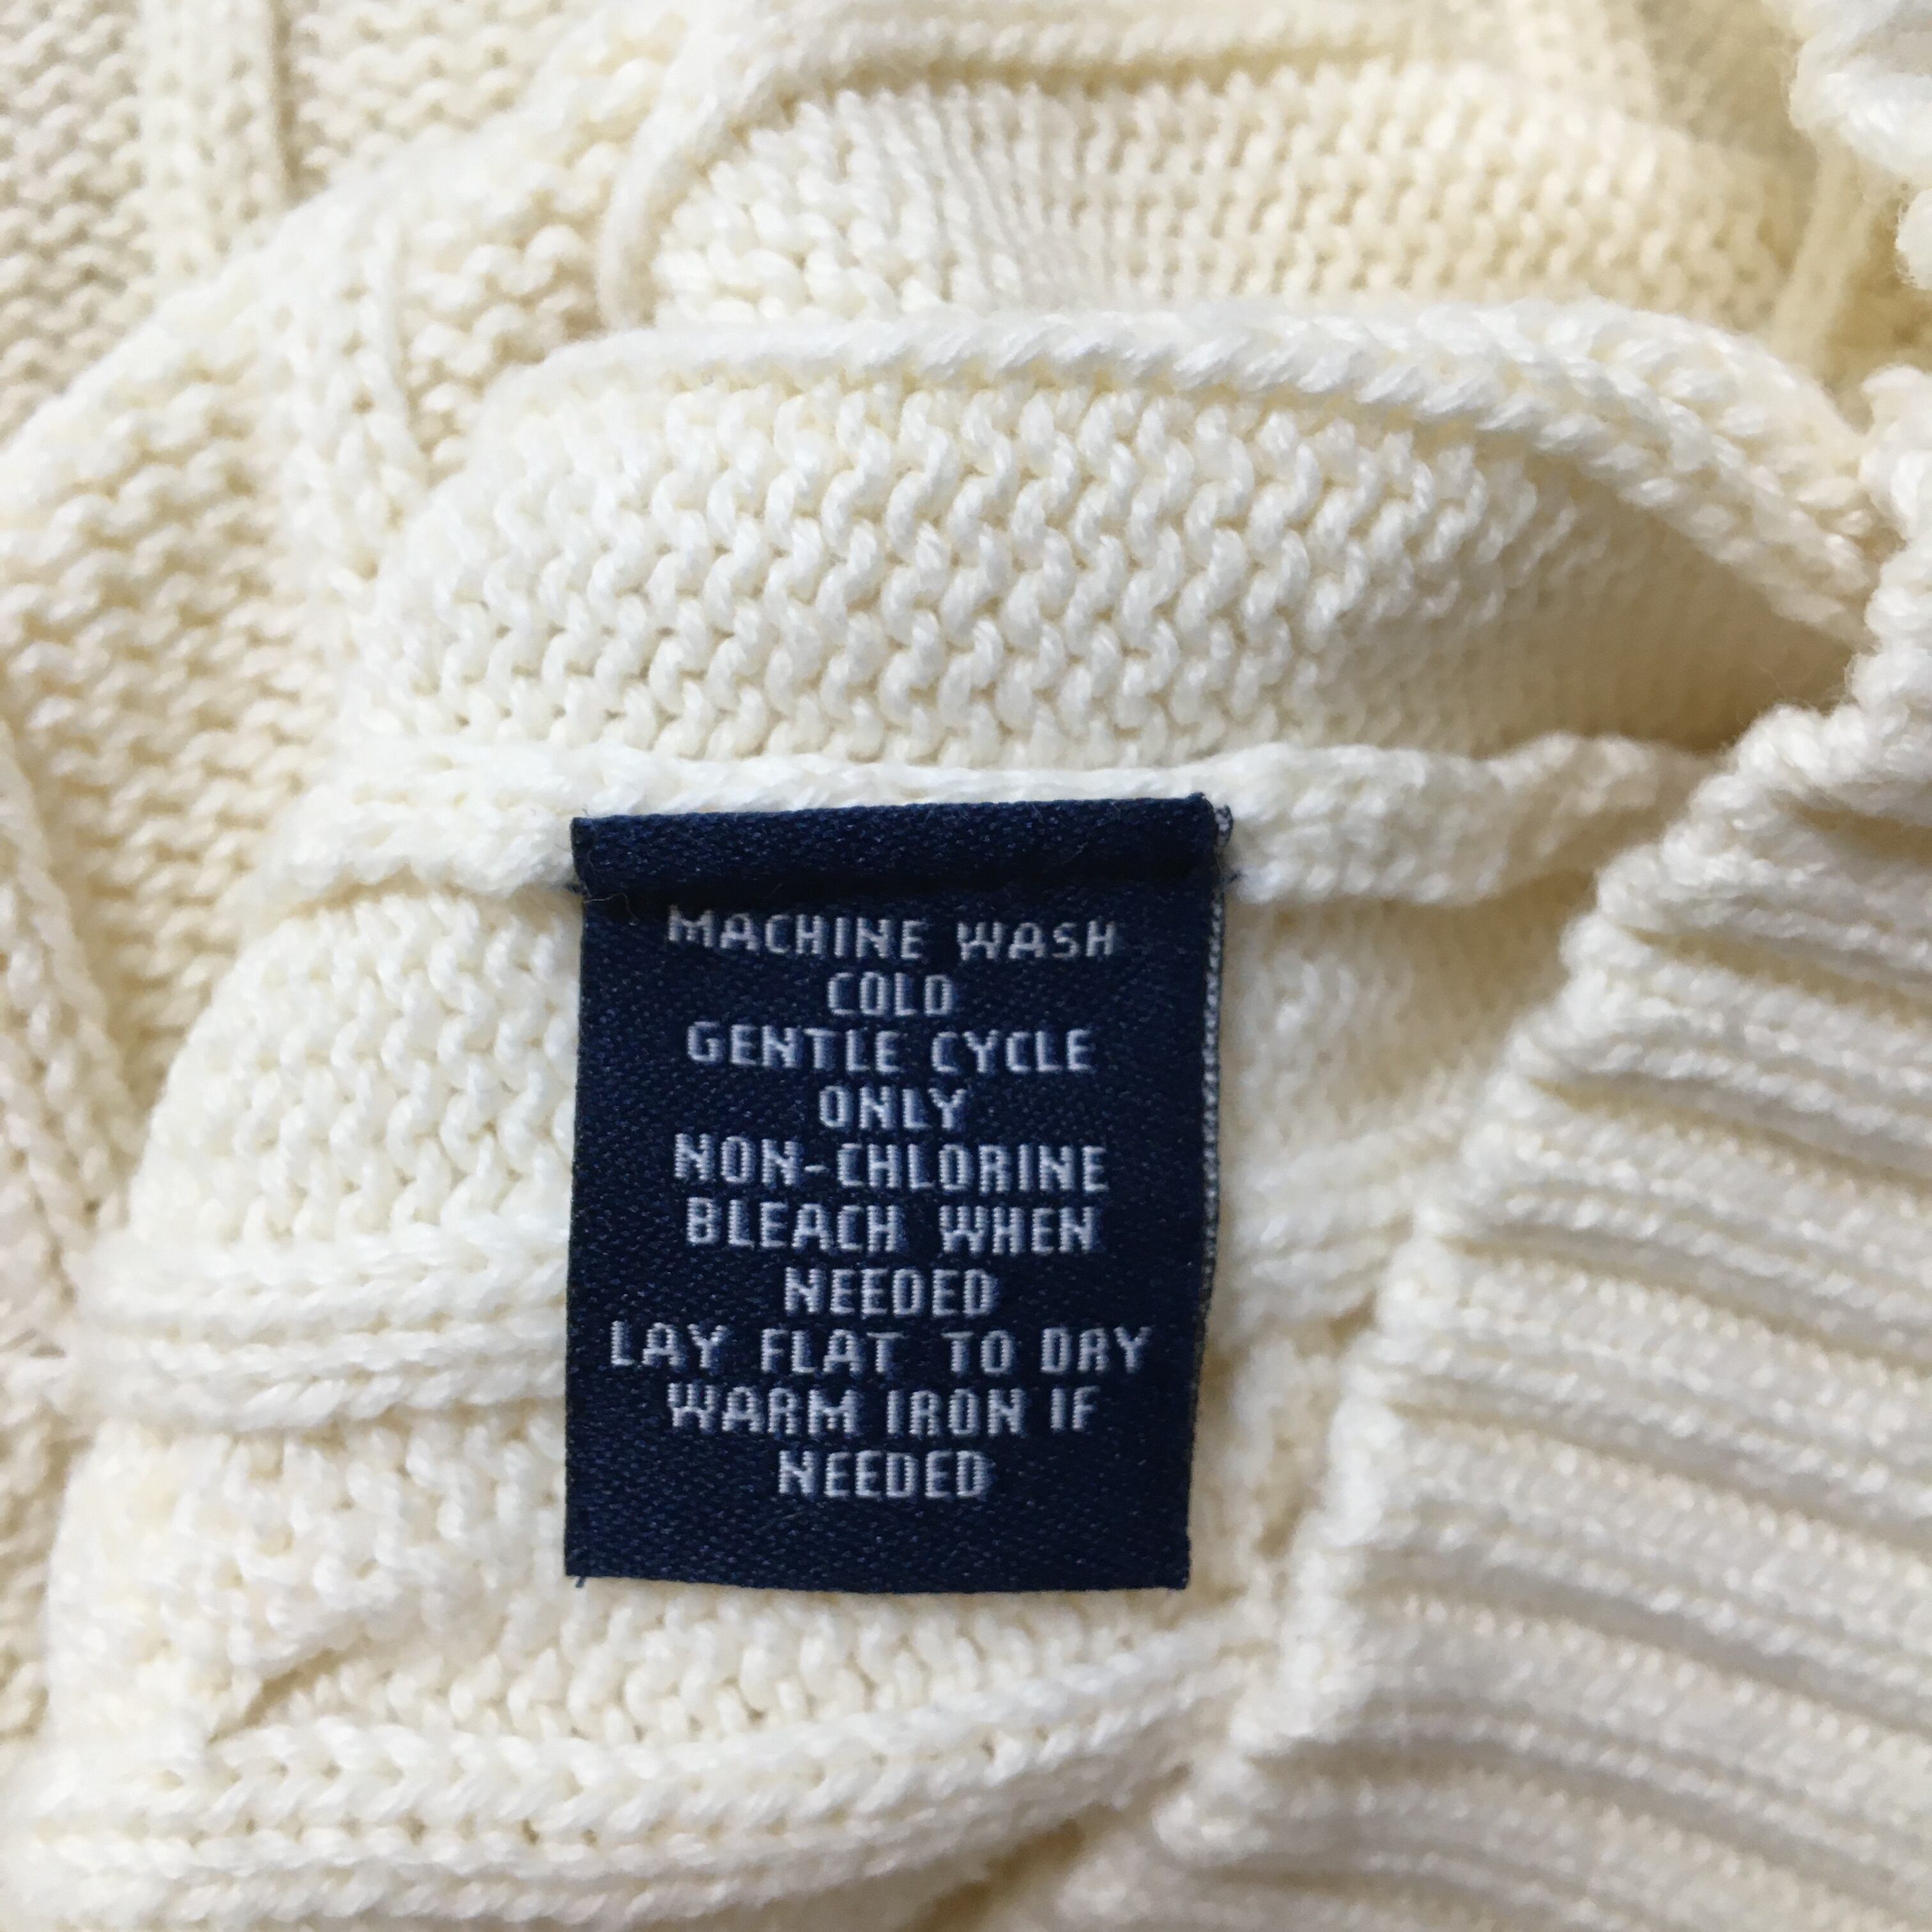 MACHINE WASH
COLD
GENTLE CYCLE
ONLY
NON-CHLORINE
BLEACH WHEN
NEEDED
LAY FLAT TO DRY
WARM IRON IF
NEEDED